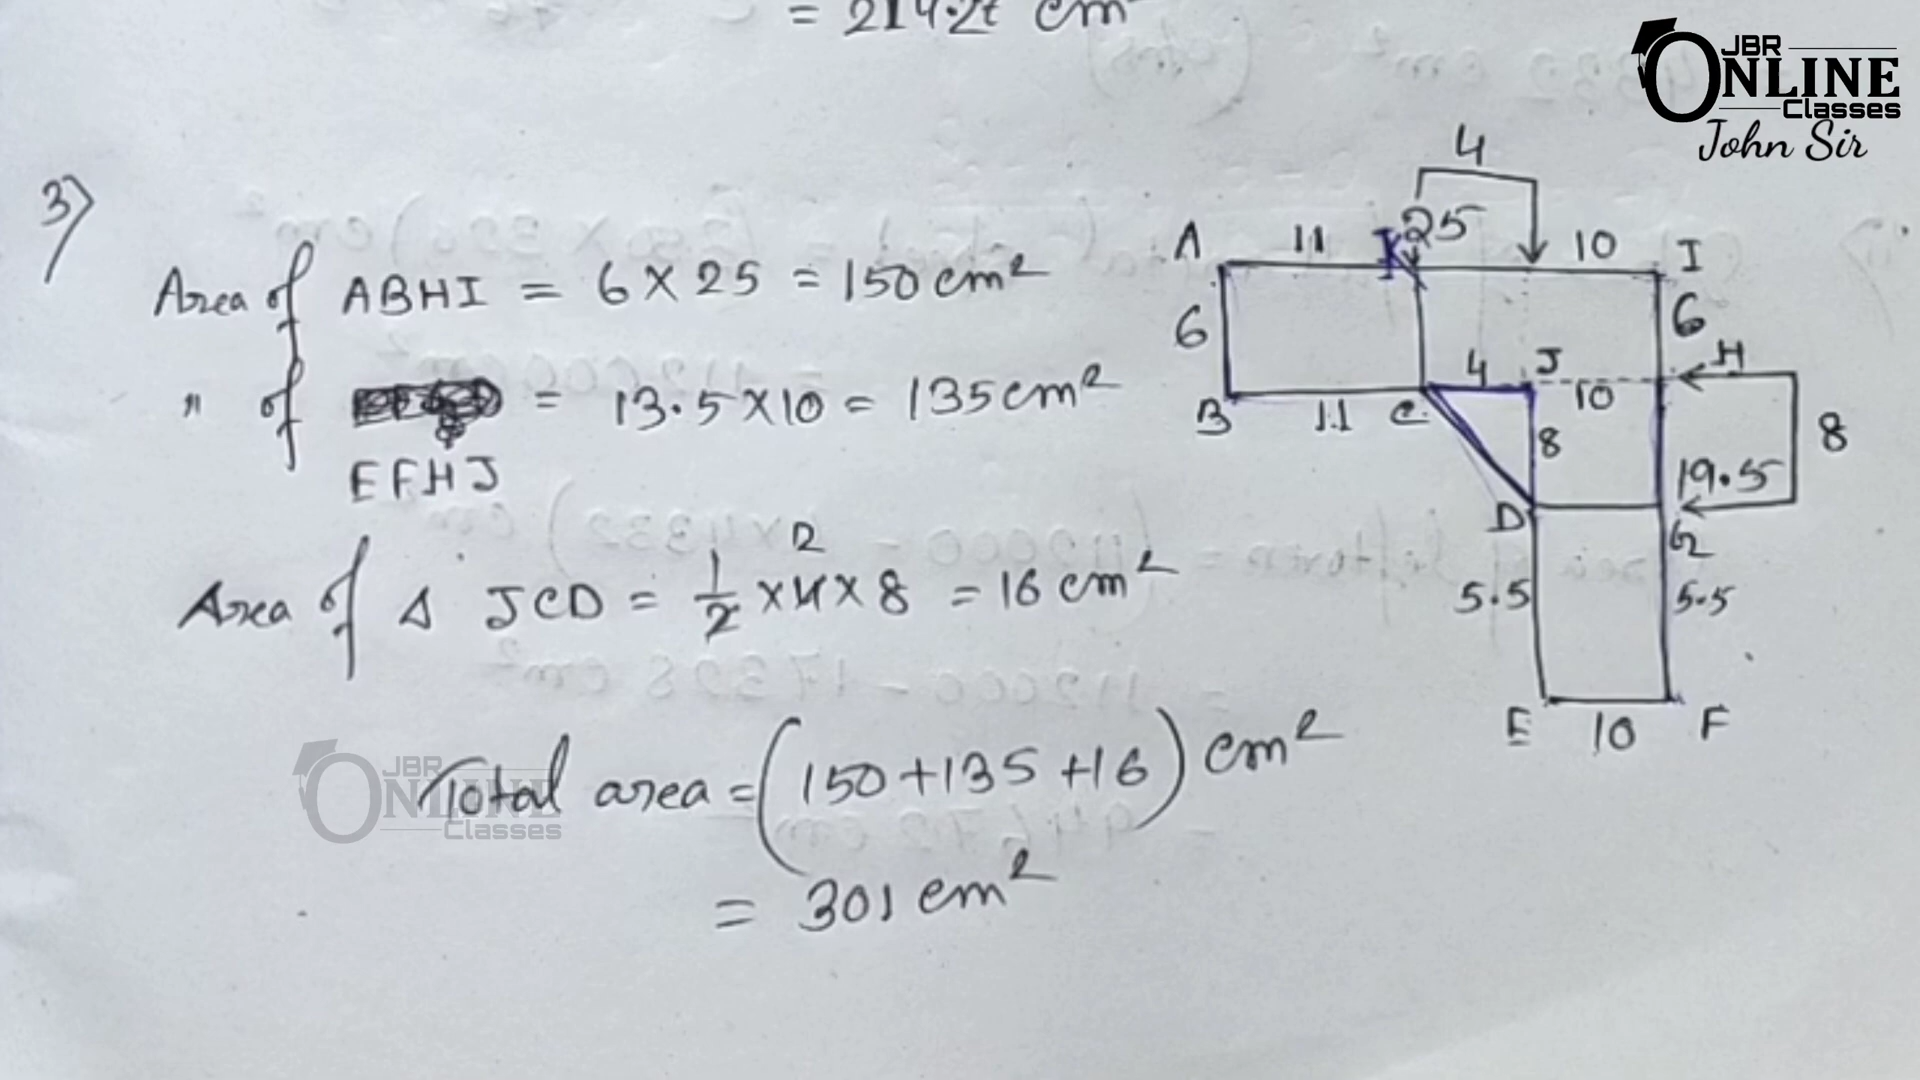 = 214.2
JBR
ONLINE
Classes
John Sir
3)
Area of ABHI = 6 × 25 = 150 cm²
" of = 13.5 × 10 = 135 cm²
EFHJ
2
Area of Δ JCD = 1/2 × 4 × 8 = 16 cm²
Total area = (150 + 135 + 16) cm²
= 301 cm²
JBR
ONLINE
Classes
4
A 11 K 25 10 I
6 6
4 J H
B 11 C 10
8 8
19.5
D G
5.5 5.5
E 10 F